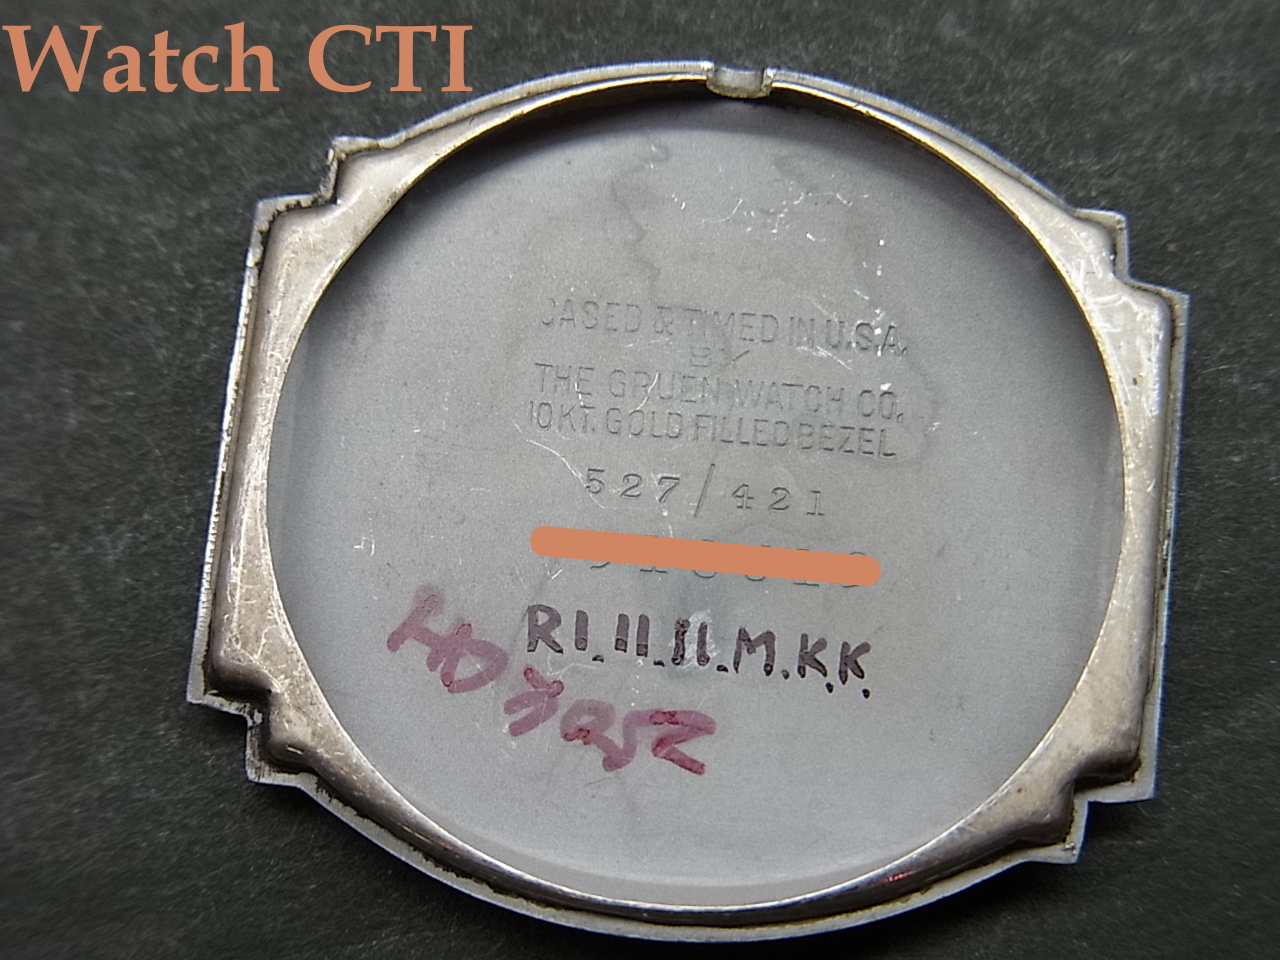 Watch CTI
CASED & TIMED IN U.S.A.
BY
THE GRUEN WATCH CO.
10 KT. GOLD FILLED BEZEL
527/421
R1.11.11.M.K.K.